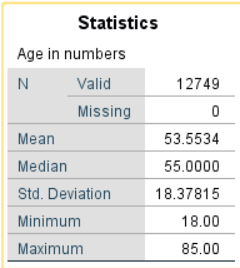 Statistics
Age in numbers
N Valid 12749
Missing 0
Mean 53.5534
Median 55.0000
Std. Deviation 18.37815
Minimum 18.00
Maximum 85.00